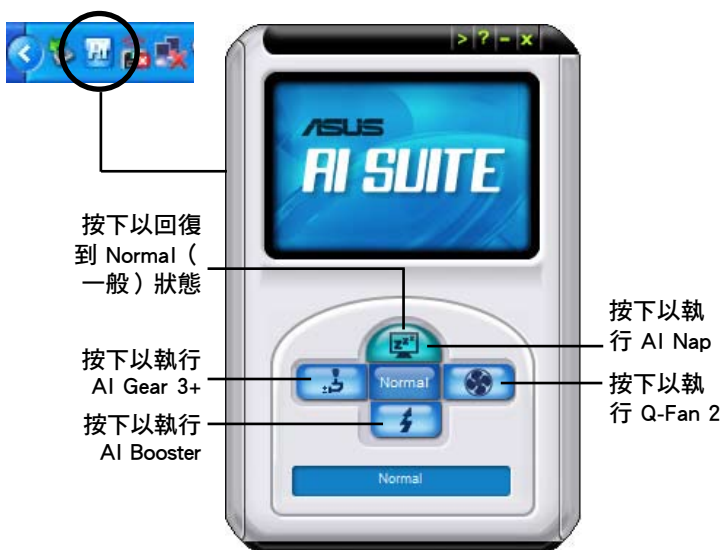 > ? - x
ASUS
AI SUITE
按下以回復
到 Normal（
一般）狀態
按下以執行
AI Gear 3+
按下以執行
AI Booster
zzz
Normal
Normal
按下以執
行 AI Nap
按下以執
行 Q-Fan 2